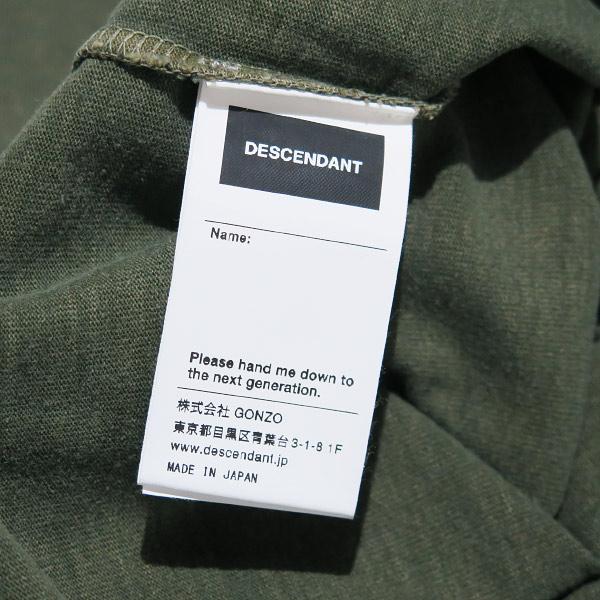 DESCENDANT
Name:
Please hand me down to
the next generation.
株式会社 GONZO
東京都目黒区青葉台3-1-8 1F
www.descendant.jp
MADE IN JAPAN